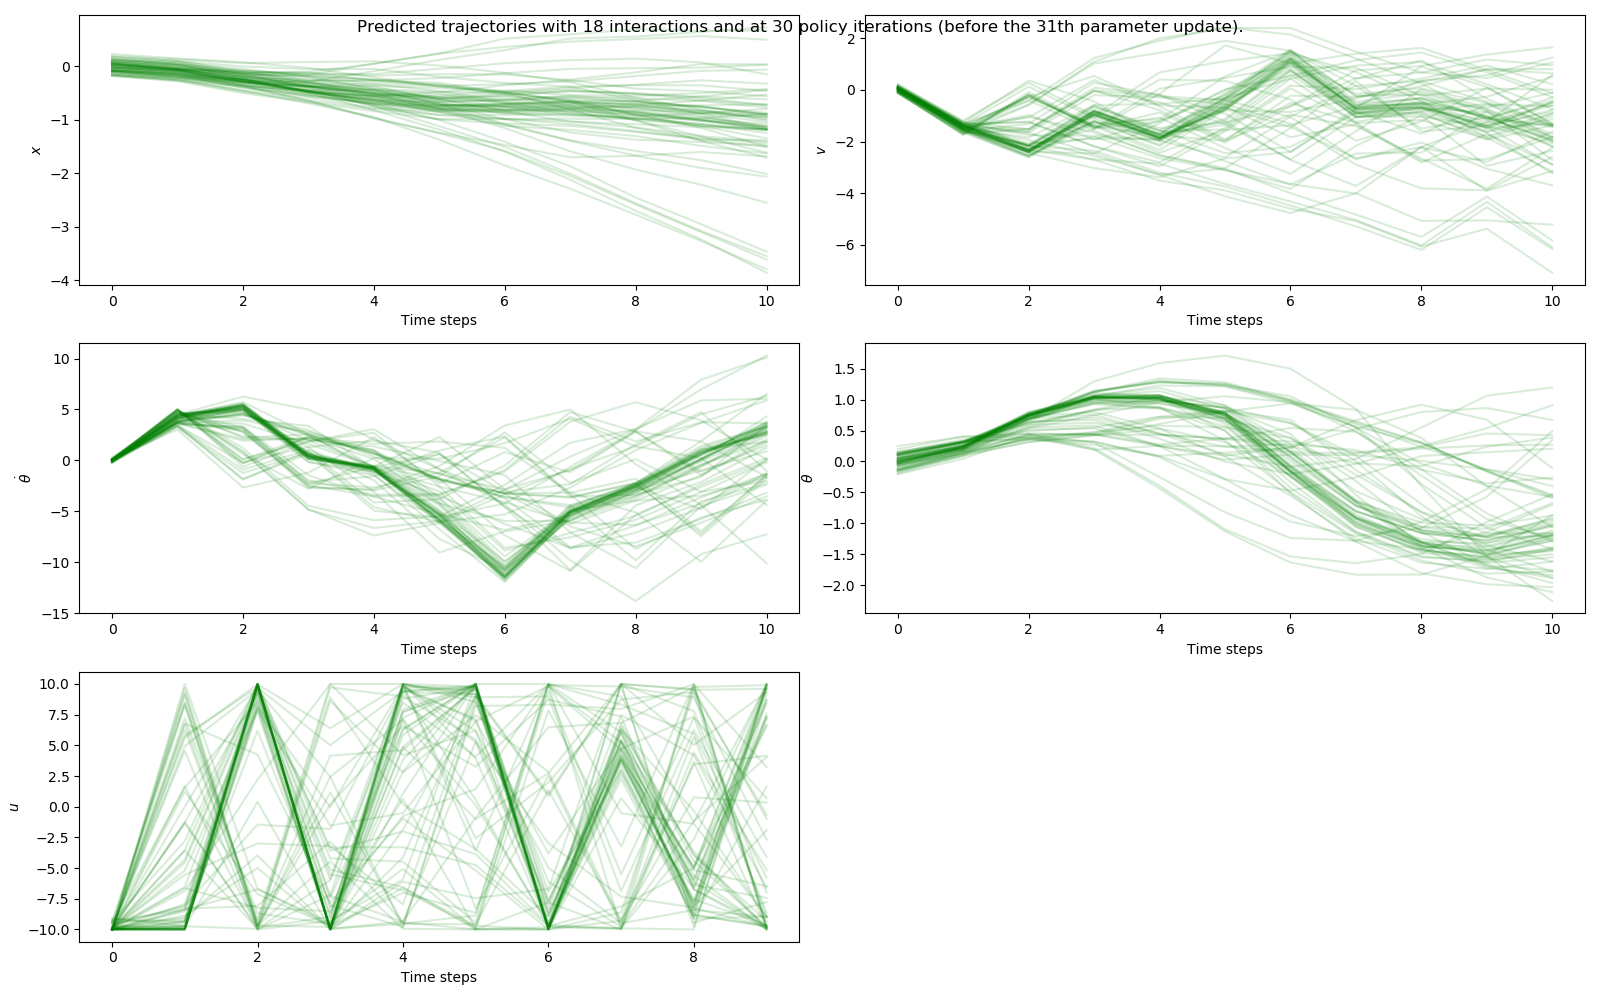 Predicted trajectories with 18 interactions and at 30 policy iterations (before the 31th parameter update).
0
−1
−2
−3
−4
x
0 2 4 6 8 10
Time steps
2
0
−2
−4
−6
v
0 2 4 6 8 10
Time steps
10
5
0
−5
−10
−15
θ̇
0 2 4 6 8 10
Time steps
1.5
1.0
0.5
0.0
−0.5
−1.0
−1.5
−2.0
θ
0 2 4 6 8 10
Time steps
10.0
7.5
5.0
2.5
0.0
−2.5
−5.0
−7.5
−10.0
u
0 2 4 6 8
Time steps